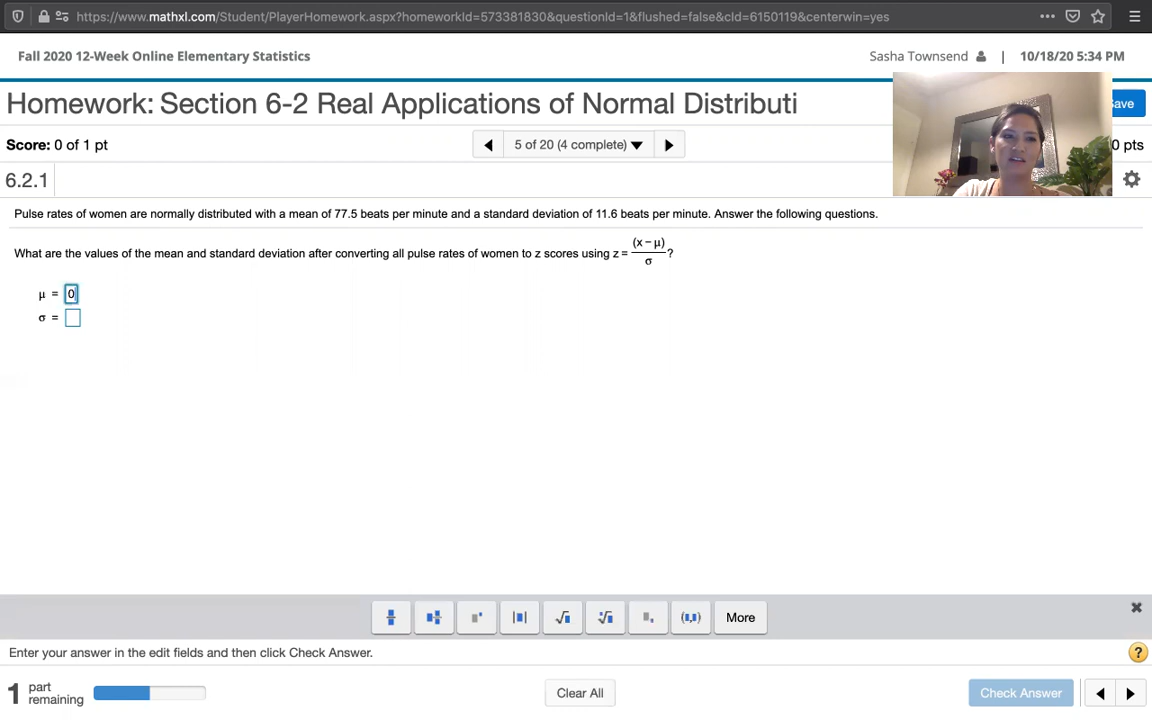 https://www.mathxl.com/Student/PlayerHomework.aspx?homeworkId=573381830&questionId=1&flushed=false&cId=6150119&centerwin=yes
Fall 2020 12-Week Online Elementary Statistics
Sasha Townsend | 10/18/20 5:34 PM
Homework: Section 6-2 Real Applications of Normal Distributi
ave
Score: 0 of 1 pt
5 of 20 (4 complete)
0 pts
6.2.1
Pulse rates of women are normally distributed with a mean of 77.5 beats per minute and a standard deviation of 11.6 beats per minute. Answer the following questions.
What are the values of the mean and standard deviation after converting all pulse rates of women to z scores using z = (x − μ) / σ ?
μ = 0
σ =
More
Enter your answer in the edit fields and then click Check Answer.
?
1 part remaining
Clear All
Check Answer